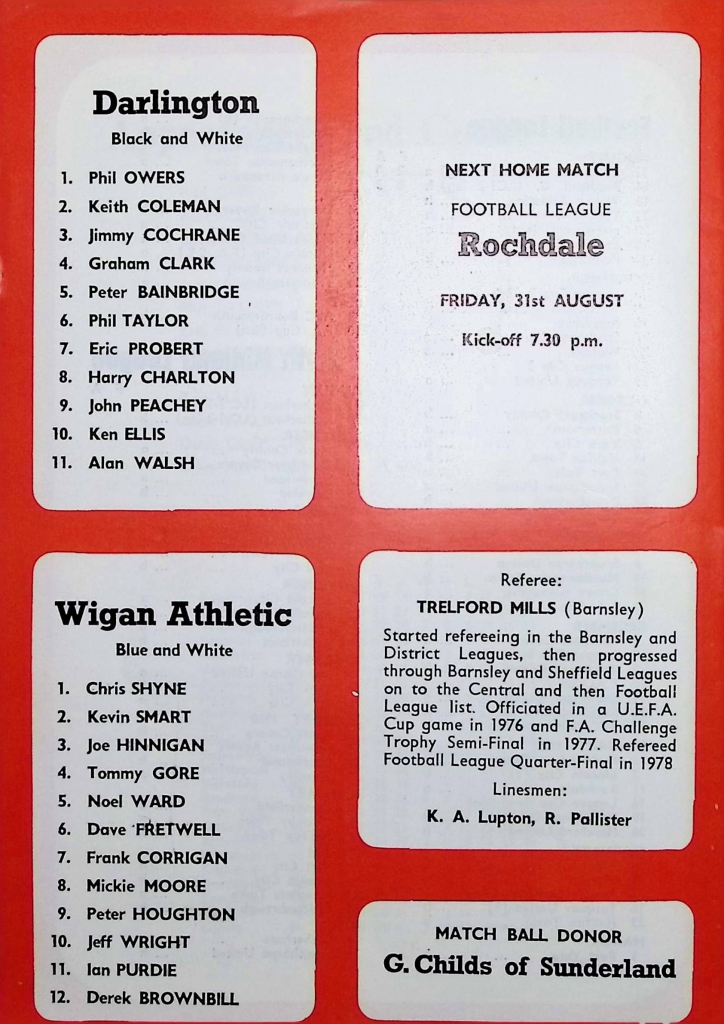 Darlington
Black and White
1. Phil OWERS
2. Keith COLEMAN
3. Jimmy COCHRANE
4. Graham CLARK
5. Peter BAINBRIDGE
6. Phil TAYLOR
7. Eric PROBERT
8. Harry CHARLTON
9. John PEACHEY
10. Ken ELLIS
11. Alan WALSH
NEXT HOME MATCH
FOOTBALL LEAGUE
Rochdale
FRIDAY, 31st AUGUST
Kick-off 7.30 p.m.
Wigan Athletic
Blue and White
1. Chris SHYNE
2. Kevin SMART
3. Joe HINNIGAN
4. Tommy GORE
5. Noel WARD
6. Dave FRETWELL
7. Frank CORRIGAN
8. Mickie MOORE
9. Peter HOUGHTON
10. Jeff WRIGHT
11. Ian PURDIE
12. Derek BROWNBILL
Referee:
TRELFORD MILLS (Barnsley)
Started refereeing in the Barnsley and
District Leagues, then progressed
through Barnsley and Sheffield Leagues
on to the Central and then Football
League list. Officiated in a U.E.F.A.
Cup game in 1976 and F.A. Challenge
Trophy Semi-Final in 1977. Refereed
Football League Quarter-Final in 1978
Linesmen:
K. A. Lupton, R. Pallister
MATCH BALL DONOR
G. Childs of Sunderland